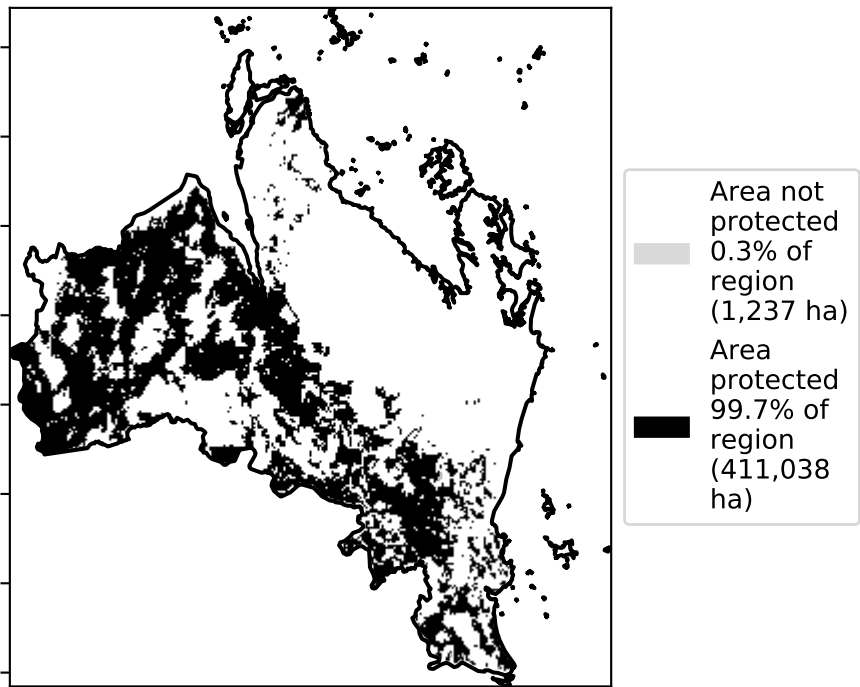 Area not
protected
0.3% of
region
(1,237 ha)
Area
protected
99.7% of
region
(411,038
ha)